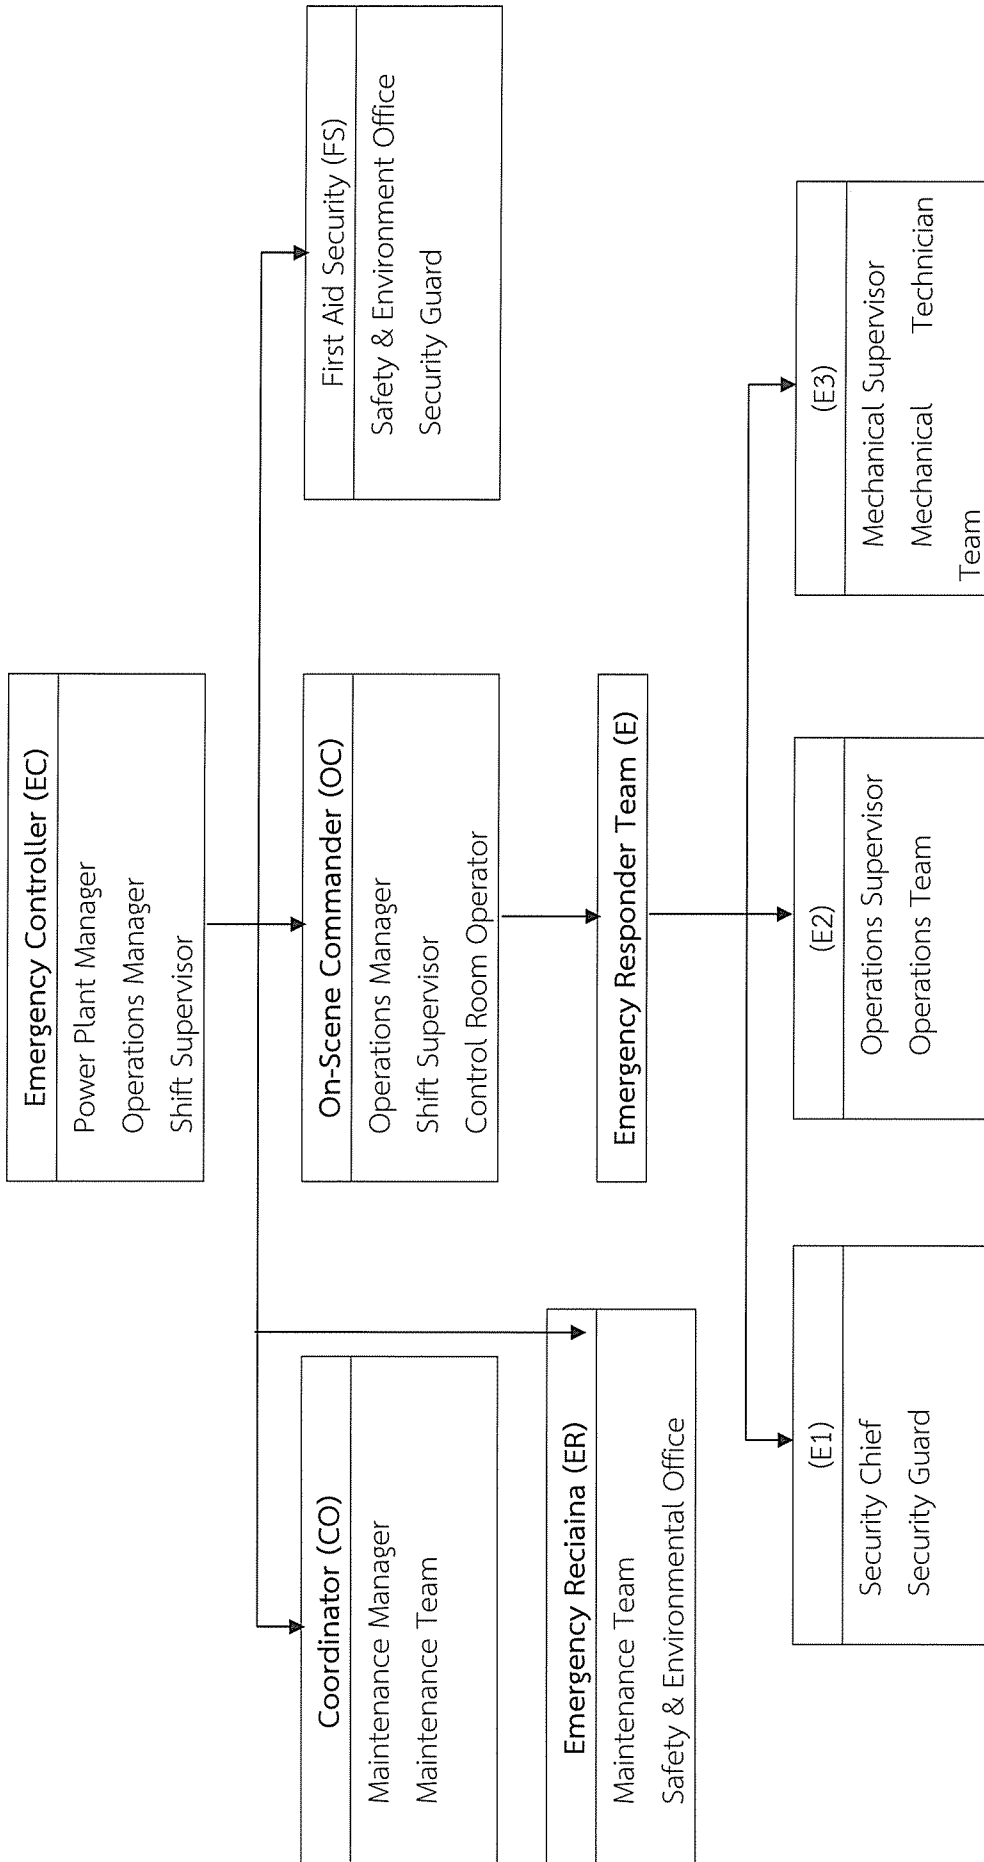 Emergency Controller (EC)
Power Plant Manager
Operations Manager
Shift Supervisor
Coordinator (CO)
Maintenance Manager
Maintenance Team
On-Scene Commander (OC)
Operations Manager
Shift Supervisor
Control Room Operator
First Aid Security (FS)
Safety & Environment Office
Security Guard
Emergency Reciaina (ER)
Maintenance Team
Safety & Environmental Office
Emergency Responder Team (E)
(E1)
Security Chief
Security Guard
(E2)
Operations Supervisor
Operations Team
(E3)
Mechanical Supervisor
Mechanical Technician
Team